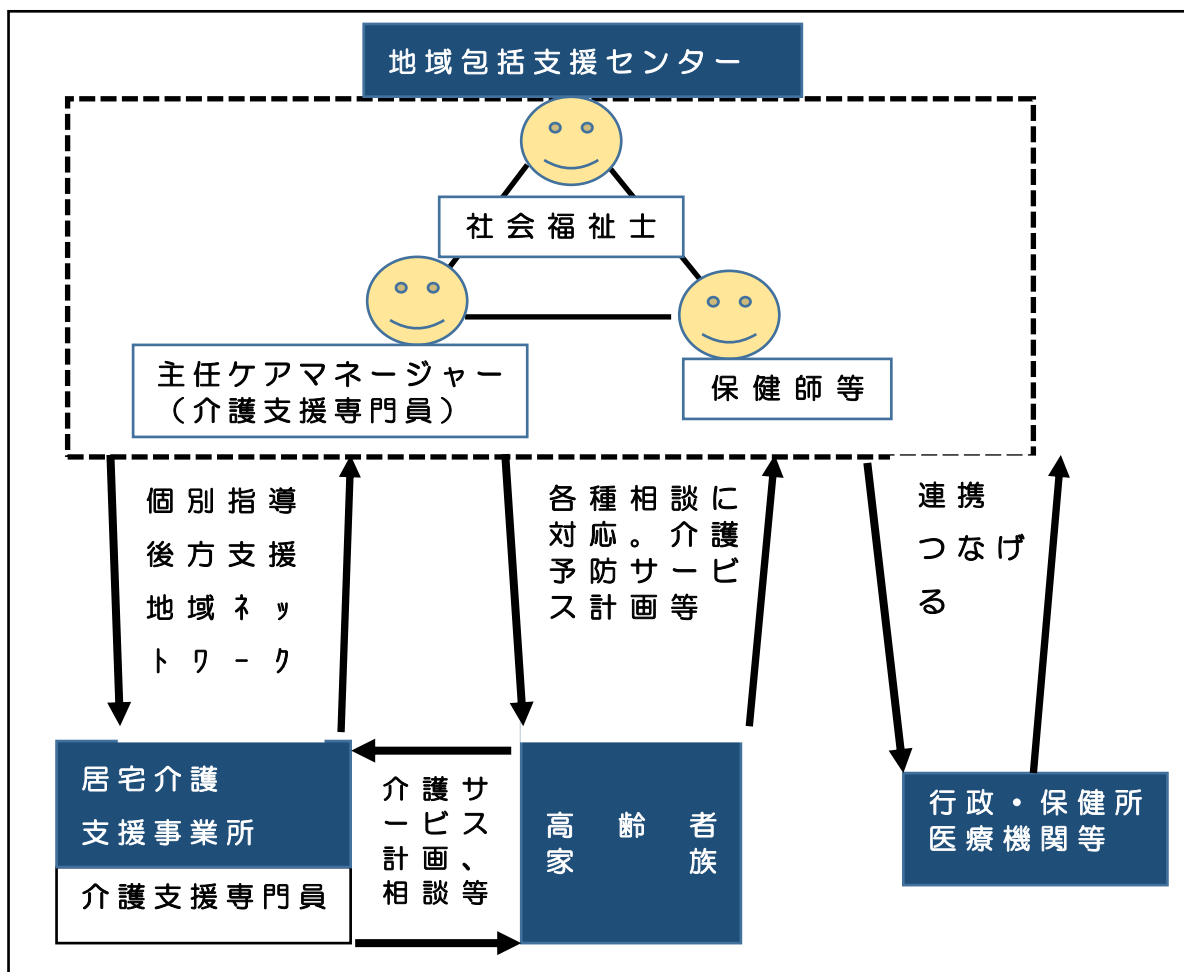 地域包括支援センター
社会福祉士
主任ケアマネージャー
（介護支援専門員）
保健師等
個別指導
後方支援
地域ネッ
トワーク
各種相談に
対応。介護
予防サービ
ス計画等
連携
つなげ
る
居宅介護
支援事業所
介護支援専門員
介護サ
ービス
計画、
相談等
高齢者
家族
行政・保健所
医療機関等